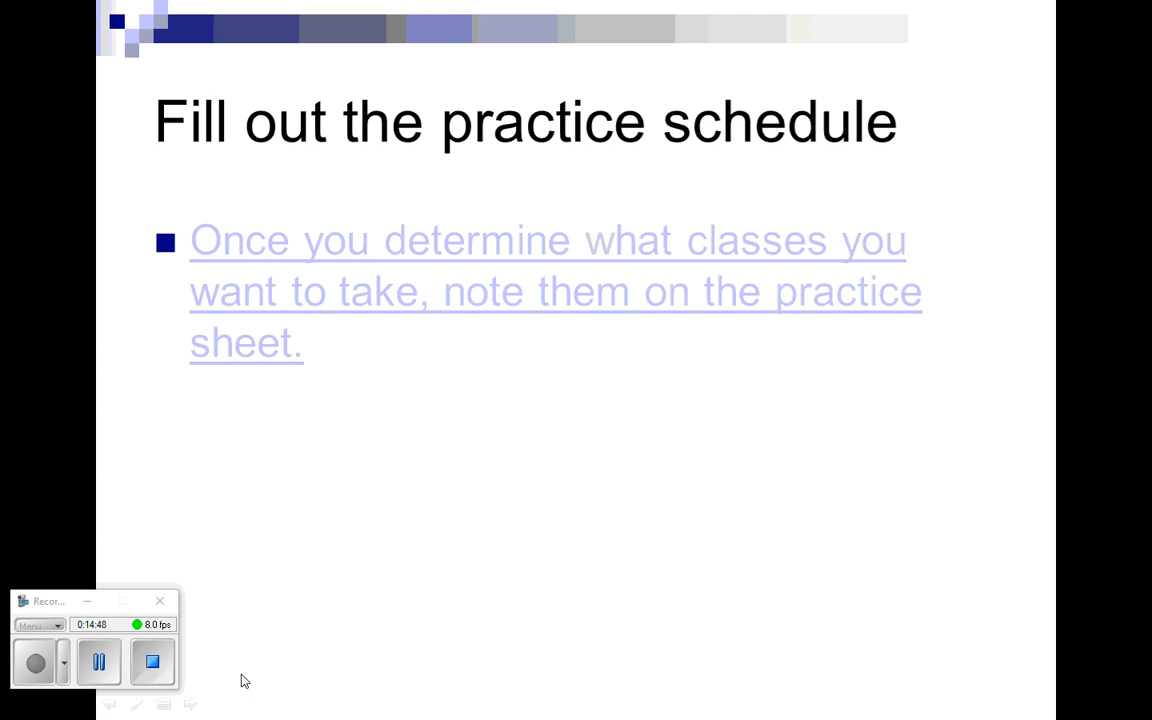 Fill out the practice schedule
Once you determine what classes you
want to take, note them on the practice
sheet.
Recor...
Menu
0:14:48
8.0 fps